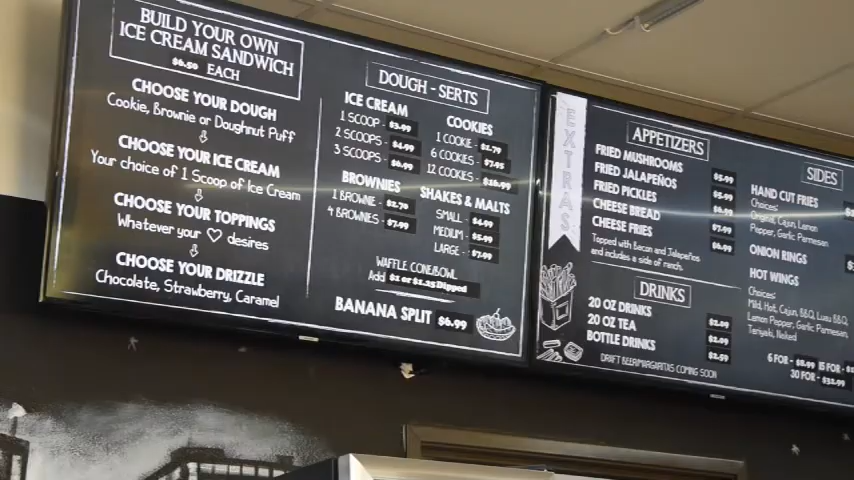 BUILD YOUR OWN
ICE CREAM SANDWICH
$6.50 EACH
CHOOSE YOUR DOUGH
Cookie, Brownie or Doughnut Puff
CHOOSE YOUR ICE CREAM
Your choice of 1 Scoop of Ice Cream
CHOOSE YOUR TOPPINGS
Whatever your ♡ desires
CHOOSE YOUR DRIZZLE
Chocolate, Strawberry, Caramel
DOUGH - SERTS
ICE CREAM
1 SCOOP - $3.99
2 SCOOPS - $4.99
3 SCOOPS - $6.99
BROWNIES
1 BROWNE - $2.70
4 BROWNES - $7.99
COOKIES
1 COOKIE - $1.79
6 COOKIES - $7.95
12 COOKIES - $16.99
SHAKES & MALTS
SMALL - $4.99
MEDIUM - $5.99
LARGE - $7.99
WAFFLE CONE/BOWL
Add $1 or $1.25 Dipped
BANANA SPLIT $6.99
EXTRAS
APPETIZERS
FRIED MUSHROOMS $5.99
FRIED JALAPEÑOS $5.99
FRIED PICKLES $6.99
CHEESE BREAD $7.99
CHEESE FRIES $6.99
Topped with Bacon and Jalapeños
and includes a side of ranch.
DRINKS
20 OZ DRINKS $2.09
20 OZ TEA $2.09
BOTTLE DRINKS $2.59
DRAFT BEER/MARGARITAS COMING SOON
SIDES
HAND CUT FRIES
Choices:
Original, Cajun, Lemon
Pepper, Garlic Parmesan
ONION RINGS
HOT WINGS
Choices:
Mild, Hot, Cajun, BBQ, Luau BBQ,
Lemon Pepper, Garlic Parmesan,
Teriyaki, Naked
6 FOR - $8.99 15 FOR -
30 FOR - $32.99